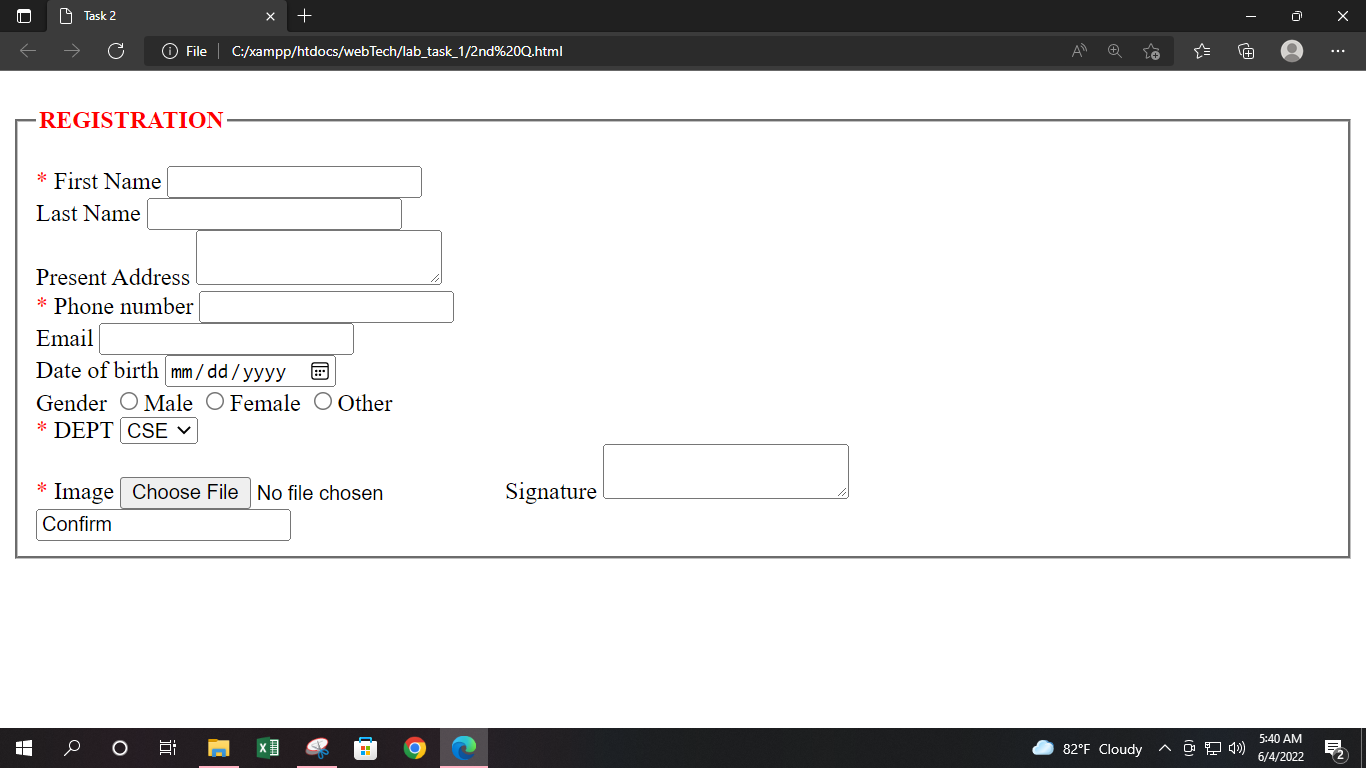 Task 2
File C:/xampp/htdocs/webTech/lab_task_1/2nd%20Q.html
REGISTRATION
* First Name
Last Name
Present Address
* Phone number
Email
Date of birth mm/dd/yyyy
Gender Male Female Other
* DEPT CSE
* Image Choose File No file chosen Signature
Confirm
82°F Cloudy
5:40 AM
6/4/2022
2